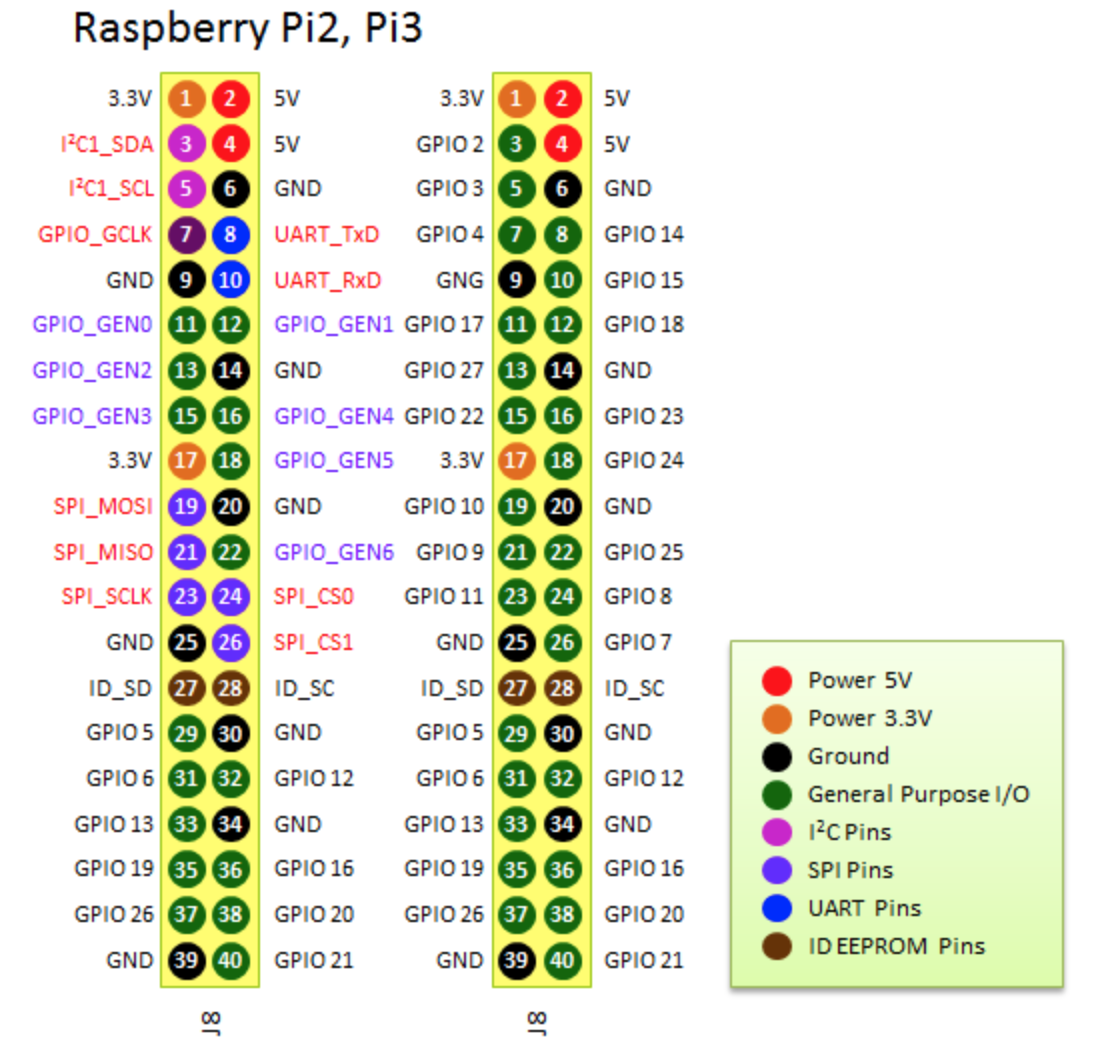 Raspberry Pi2, Pi3
3.3V 1 2 5V 3.3V 1 2 5V
I²C1_SDA 3 4 5V GPIO 2 3 4 5V
I²C1_SCL 5 6 GND GPIO 3 5 6 GND
GPIO_GCLK 7 8 UART_TxD GPIO 4 7 8 GPIO 14
GND 9 10 UART_RxD GNG 9 10 GPIO 15
GPIO_GEN0 11 12 GPIO_GEN1 GPIO 17 11 12 GPIO 18
GPIO_GEN2 13 14 GND GPIO 27 13 14 GND
GPIO_GEN3 15 16 GPIO_GEN4 GPIO 22 15 16 GPIO 23
3.3V 17 18 GPIO_GEN5 3.3V 17 18 GPIO 24
SPI_MOSI 19 20 GND GPIO 10 19 20 GND
SPI_MISO 21 22 GPIO_GEN6 GPIO 9 21 22 GPIO 25
SPI_SCLK 23 24 SPI_CS0 GPIO 11 23 24 GPIO 8
GND 25 26 SPI_CS1 GND 25 26 GPIO 7
ID_SD 27 28 ID_SC ID_SD 27 28 ID_SC
GPIO 5 29 30 GND GPIO 5 29 30 GND
GPIO 6 31 32 GPIO 12 GPIO 6 31 32 GPIO 12
GPIO 13 33 34 GND GPIO 13 33 34 GND
GPIO 19 35 36 GPIO 16 GPIO 19 35 36 GPIO 16
GPIO 26 37 38 GPIO 20 GPIO 26 37 38 GPIO 20
GND 39 40 GPIO 21 GND 39 40 GPIO 21
J8 J8
Power 5V
Power 3.3V
Ground
General Purpose I/O
I²C Pins
SPI Pins
UART Pins
ID EEPROM Pins